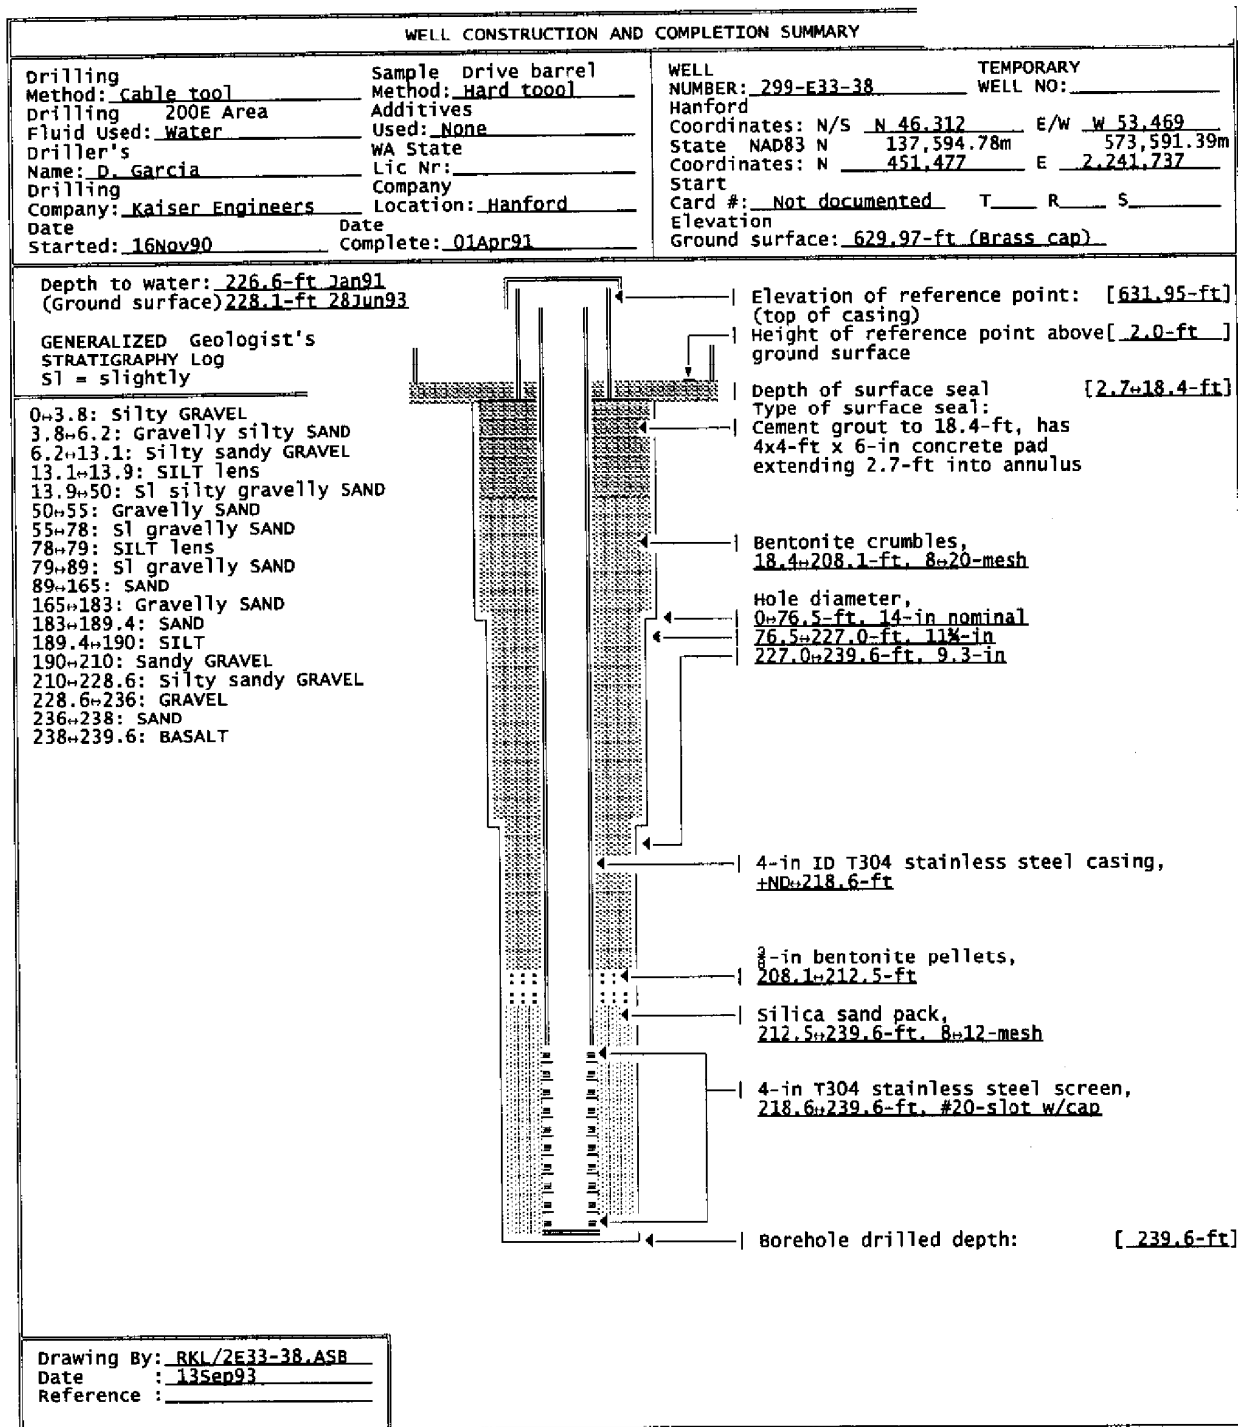 WELL CONSTRUCTION AND COMPLETION SUMMARY
Drilling
Method: Cable tool
Drilling 200E Area
Fluid Used: Water
Driller's
Name: D. Garcia
Drilling
Company: Kaiser Engineers
Date
Started: 16Nov90
Sample Drive barrel
Method: Hard toool
Additives
Used: None
WA State
Lic Nr:
Company
Location: Hanford
Date
Complete: 01Apr91
WELL
NUMBER: 299-E33-38
TEMPORARY
WELL NO:
Hanford
Coordinates: N/S N 46.312 E/W W 53,469
State NAD83 N 137,594.78m 573,591.39m
Coordinates: N 451,477 E 2.241,737
Start
Card #: Not documented T R S
Elevation
Ground surface: 629.97-ft (Brass cap)
Depth to water: 226.6-ft Jan91
(Ground surface) 228.1-ft 28Jun93
GENERALIZED Geologist's
STRATIGRAPHY Log
Sl = slightly
0↔3.8: Silty GRAVEL
3.8↔6.2: Gravelly silty SAND
6.2↔13.1: Silty sandy GRAVEL
13.1↔13.9: SILT lens
13.9↔50: Sl silty gravelly SAND
50↔55: Gravelly SAND
55↔78: Sl gravelly SAND
78↔79: SILT lens
79↔89: Sl gravelly SAND
89↔165: SAND
165↔183: Gravelly SAND
183↔189.4: SAND
189.4↔190: SILT
190↔210: Sandy GRAVEL
210↔228.6: Silty sandy GRAVEL
228.6↔236: GRAVEL
236↔238: SAND
238↔239.6: BASALT
Elevation of reference point: [631.95-ft]
(top of casing)
Height of reference point above [ 2.0-ft ]
ground surface
Depth of surface seal [2.7↔18.4-ft]
Type of surface seal:
Cement grout to 18.4-ft, has
4x4-ft x 6-in concrete pad
extending 2.7-ft into annulus
Bentonite crumbles,
18.4↔208.1-ft. 8↔20-mesh
Hole diameter,
0↔76.5-ft. 14-in nominal
76.5↔227.0-ft. 11¾-in
227.0↔239.6-ft. 9.3-in
4-in ID T304 stainless steel casing,
+ND↔218.6-ft
⅜-in bentonite pellets,
208.1↔212.5-ft
Silica sand pack,
212.5↔239.6-ft. 8↔12-mesh
4-in T304 stainless steel screen,
218.6↔239.6-ft. #20-slot w/cap
Borehole drilled depth: [ 239.6-ft]
Drawing By: RKL/2E33-38.ASB
Date : 13Sep93
Reference :